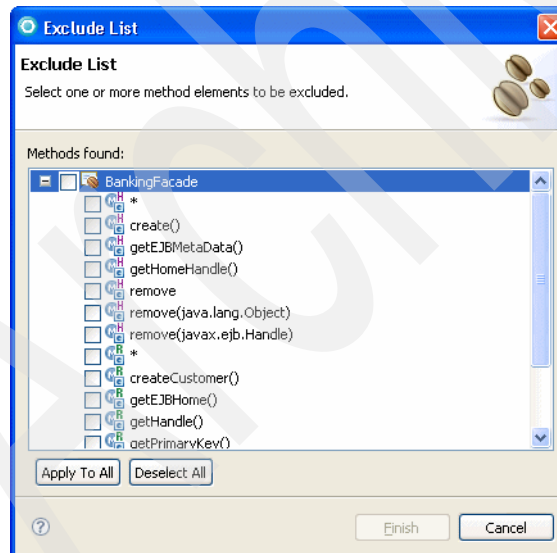 Exclude List
Exclude List
Select one or more method elements to be excluded.
Methods found:
BankingFacade
*
create()
getEJBMetaData()
getHomeHandle()
remove
remove(java.lang.Object)
remove(javax.ejb.Handle)
*
createCustomer()
getEJBHome()
getHandle()
getPrimaryKey()
Apply To All Deselect All
Finish Cancel